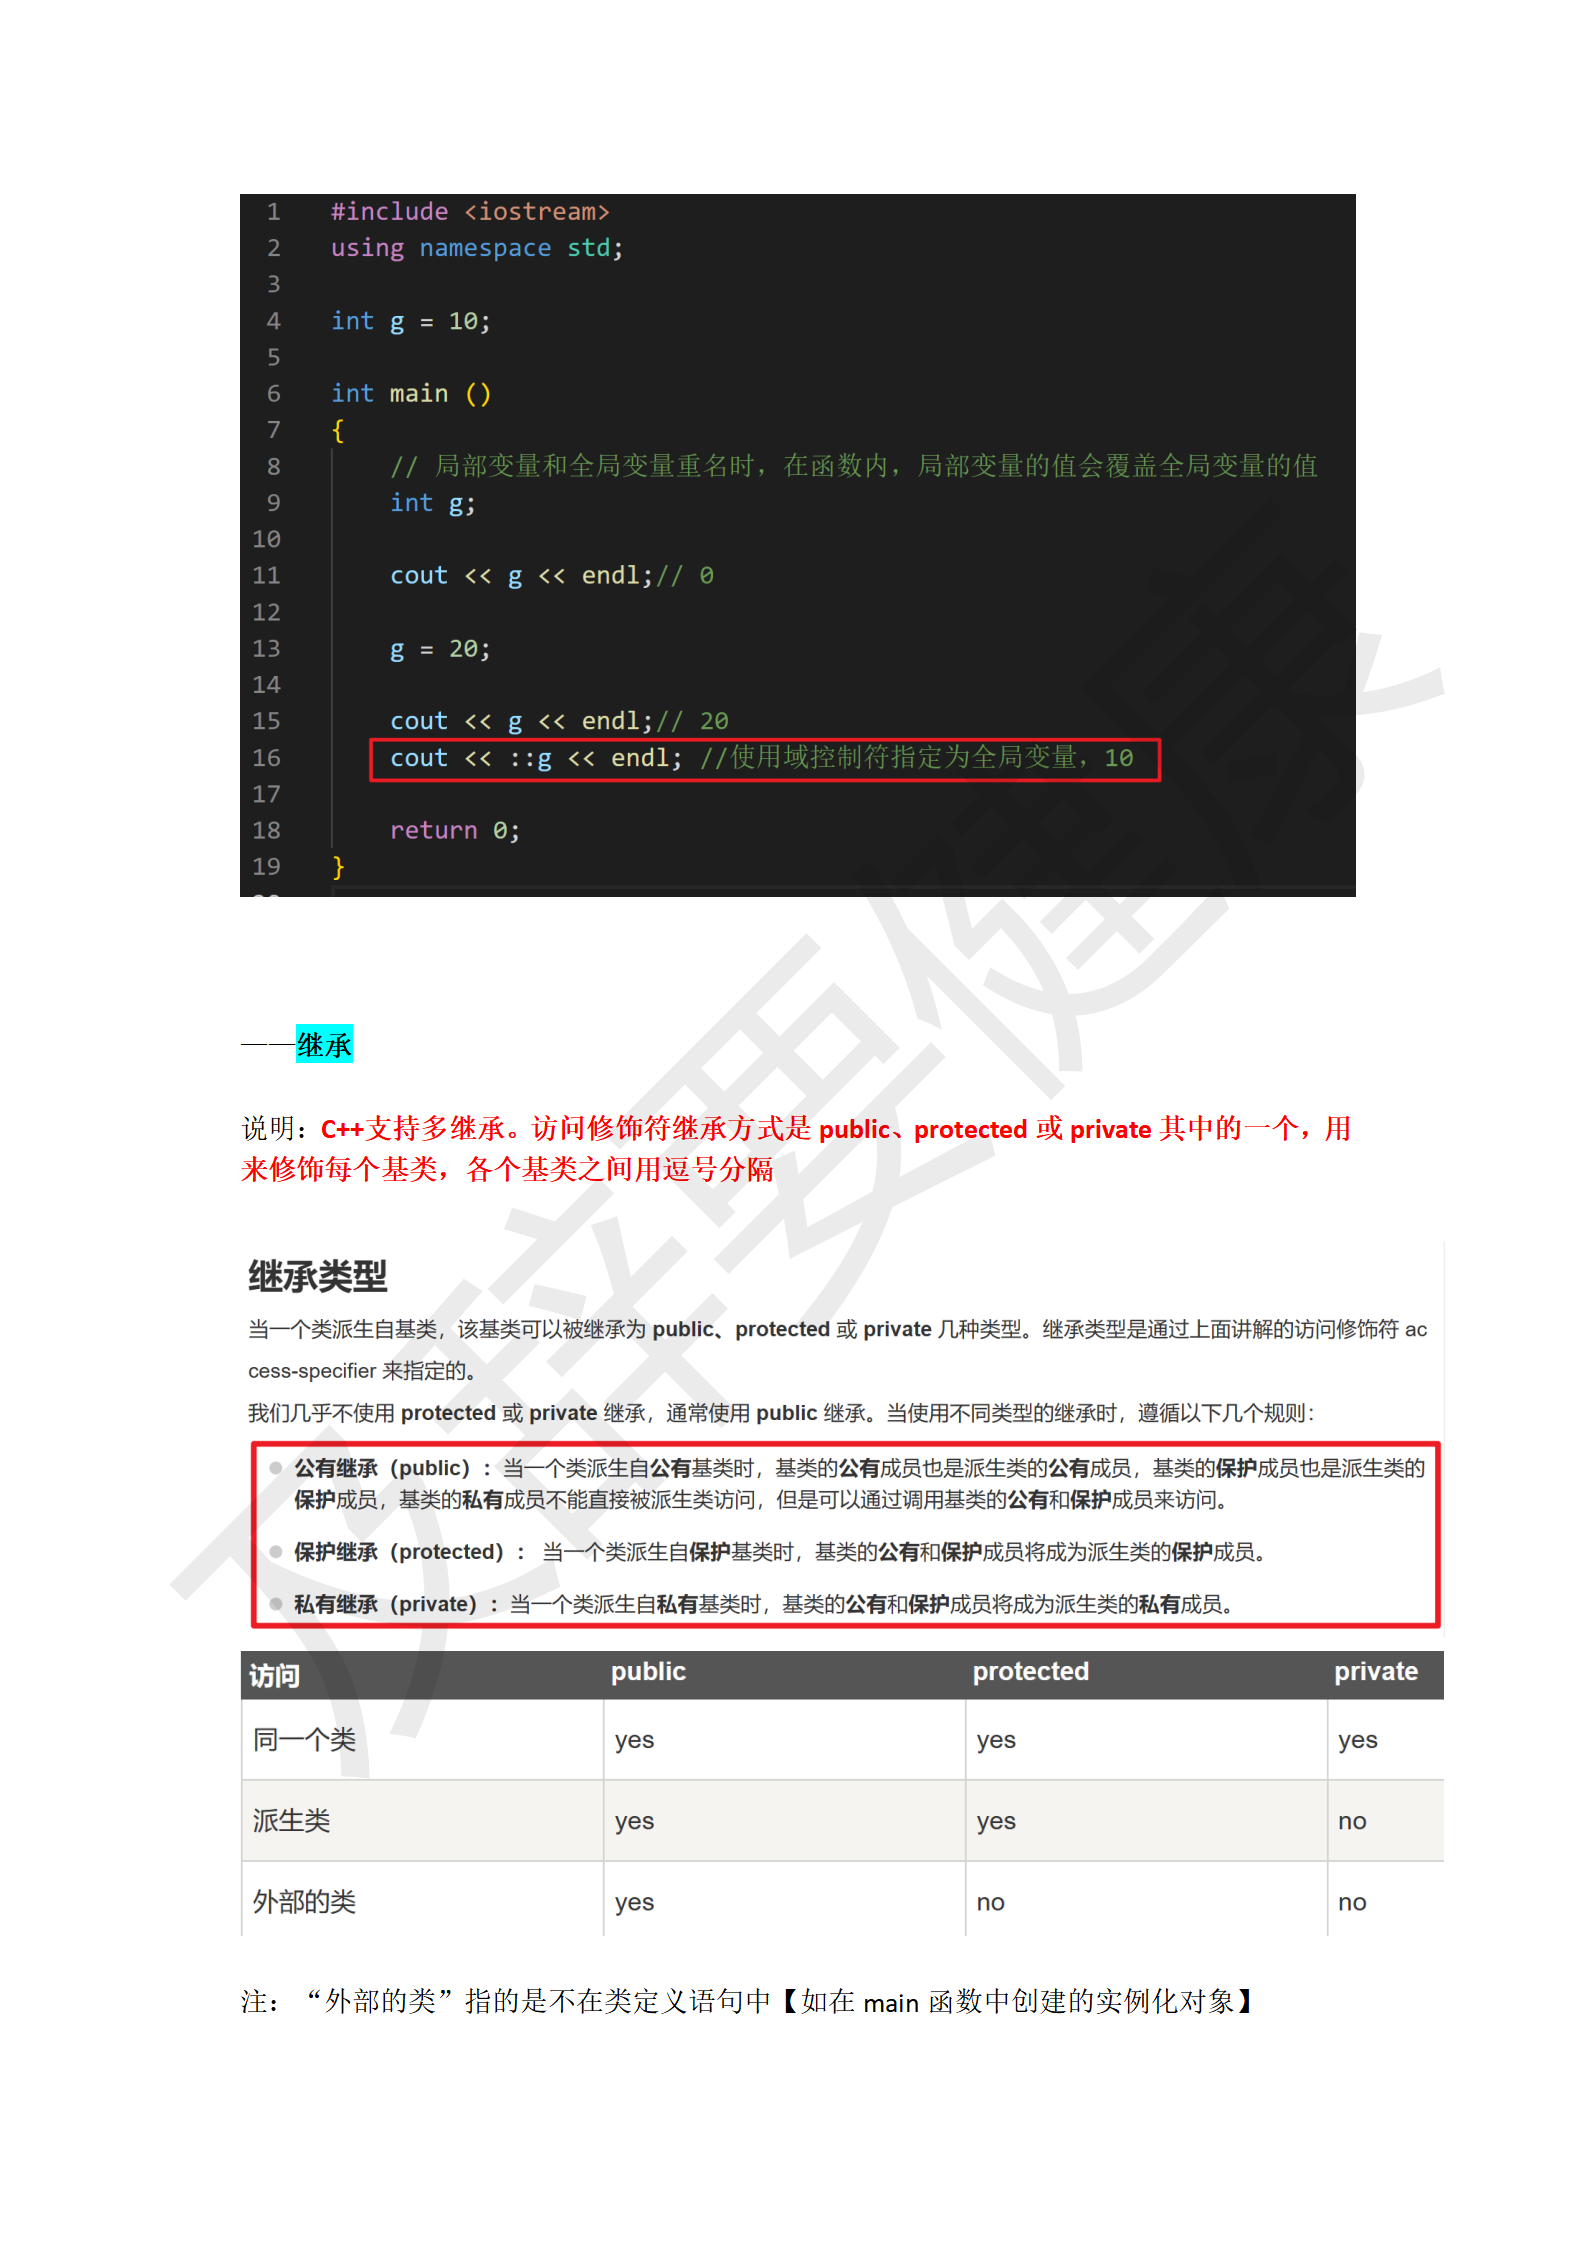 1 #include <iostream>
2 using namespace std;
3
4 int g = 10;
5
6 int main ()
7 {
8 // 局部变量和全局变量重名时，在函数内，局部变量的值会覆盖全局变量的值
9 int g;
10
11 cout << g << endl;// 0
12
13 g = 20;
14
15 cout << g << endl;// 20
16 cout << ::g << endl; //使用域控制符指定为全局变量，10
17
18 return 0;
19 }
——继承
说明：C++支持多继承。访问修饰符继承方式是 public、protected 或 private 其中的一个，用
来修饰每个基类，各个基类之间用逗号分隔
继承类型
当一个类派生自基类，该基类可以被继承为 public、protected 或 private 几种类型。继承类型是通过上面讲解的访问修饰符 ac
cess-specifier 来指定的。
我们几乎不使用 protected 或 private 继承，通常使用 public 继承。当使用不同类型的继承时，遵循以下几个规则：
公有继承（public）：当一个类派生自公有基类时，基类的公有成员也是派生类的公有成员，基类的保护成员也是派生类的
保护成员，基类的私有成员不能直接被派生类访问，但是可以通过调用基类的公有和保护成员来访问。
保护继承（protected）： 当一个类派生自保护基类时，基类的公有和保护成员将成为派生类的保护成员。
私有继承（private）：当一个类派生自私有基类时，基类的公有和保护成员将成为派生类的私有成员。
访问 public protected private
同一个类 yes yes yes
派生类 yes yes no
外部的类 yes no no
注：“外部的类”指的是不在类定义语句中【如在 main 函数中创建的实例化对象】
及辞要健康